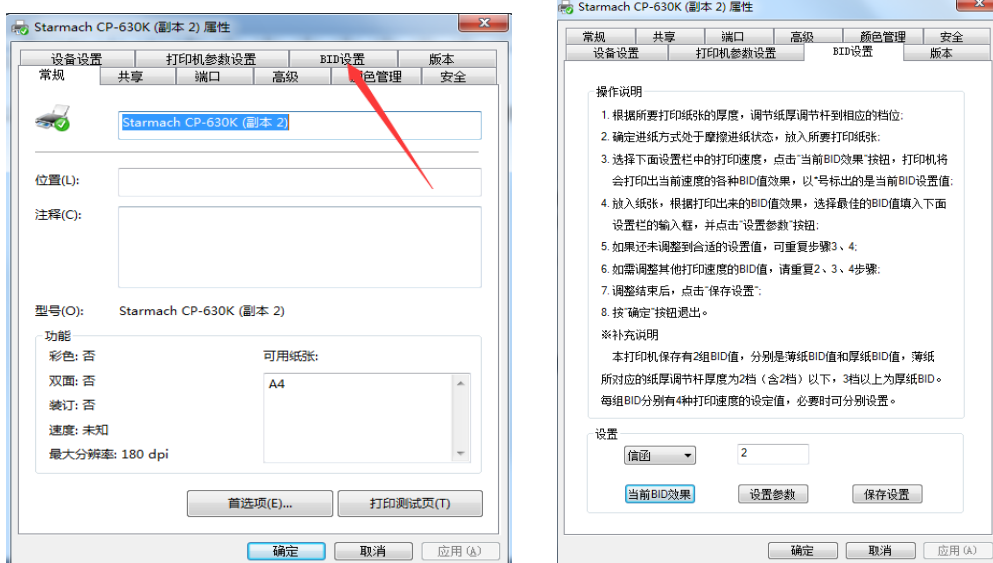 Starmach CP-630K (副本 2) 属性
设备设置 打印机参数设置 BID设置 版本
常规 共享 端口 高级 颜色管理 安全
Starmach CP-630K (副本 2)
位置(L):
注释(C):
型号(O): Starmach CP-630K (副本 2)
功能
彩色: 否
双面: 否
装订: 否
速度: 未知
最大分辨率: 180 dpi
可用纸张:
A4
首选项(E)... 打印测试页(T)
确定 取消 应用(A)
Starmach CP-630K (副本 2) 属性
常规 共享 端口 高级 颜色管理 安全
设备设置 打印机参数设置 BID设置 版本
操作说明
1. 根据所要打印纸张的厚度，调节纸厚调节杆到相应的档位;
2. 确定进纸方式处于摩擦进纸状态，放入所要打印纸张;
3. 选择下面设置栏中的打印速度，点击"当前BID效果"按钮，打印机将
会打印出当前速度的各种BID值效果，以*号标出的是当前BID设置值;
4. 放入纸张，根据打印出来的BID值效果，选择最佳的BID值填入下面
设置栏的输入框，并点击"设置参数"按钮;
5. 如果还未调整到合适的设置值，可重复步骤3、4;
6. 如需调整其他打印速度的BID值，请重复2、3、4步骤;
7. 调整结束后，点击"保存设置";
8. 按"确定"按钮退出。
※补充说明
本打印机保存有2组BID值，分别是薄纸BID值和厚纸BID值，薄纸
所对应的纸厚调节杆厚度为2档（含2档）以下，3档以上为厚纸BID。
每组BID分别有4种打印速度的设定值，必要时可分别设置。
设置
信函 2
当前BID效果 设置参数 保存设置
确定 取消 应用(A)